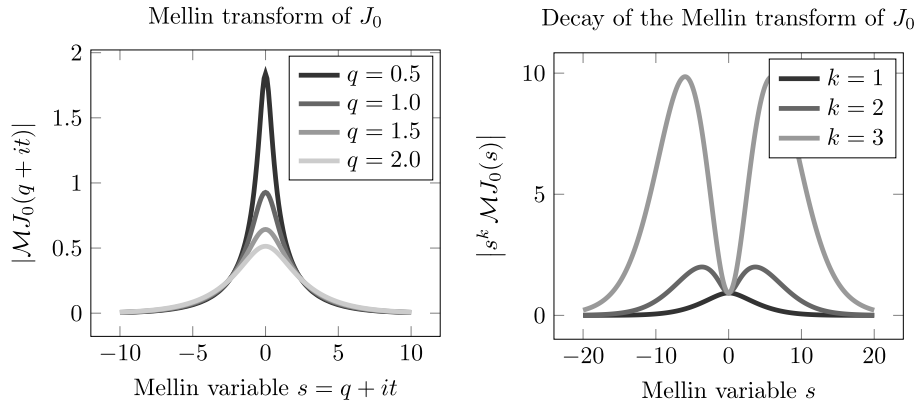 Mellin transform of J₀
|ℳJ₀(q + it)|
2
1.5
1
0.5
0
q = 0.5
q = 1.0
q = 1.5
q = 2.0
−10 −5 0 5 10
Mellin variable s = q + it
Decay of the Mellin transform of J₀
|sᵏ ℳJ₀(s)|
10
5
0
k = 1
k = 2
k = 3
−20 −10 0 10 20
Mellin variable s